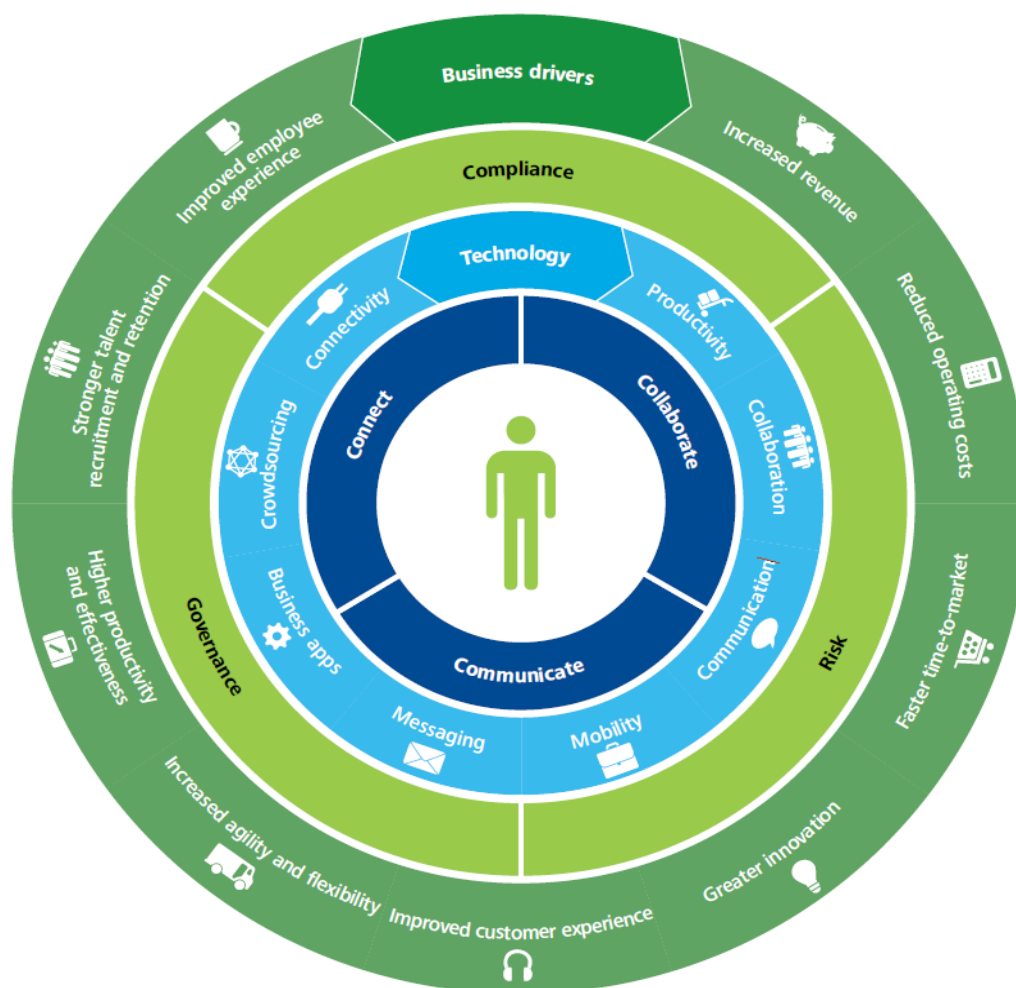 Business drivers
Increased revenue
Reduced operating costs
Faster time-to-market
Greater innovation
Improved customer experience
Increased agility and flexibility
Higher productivity
and effectiveness
Stronger talent
recruitment and retention
Improved employee
experience
Compliance
Risk
Governance
Technology
Productivity
Collaboration
Communication
Mobility
Messaging
Business apps
Crowdsourcing
Connectivity
Connect
Collaborate
Communicate